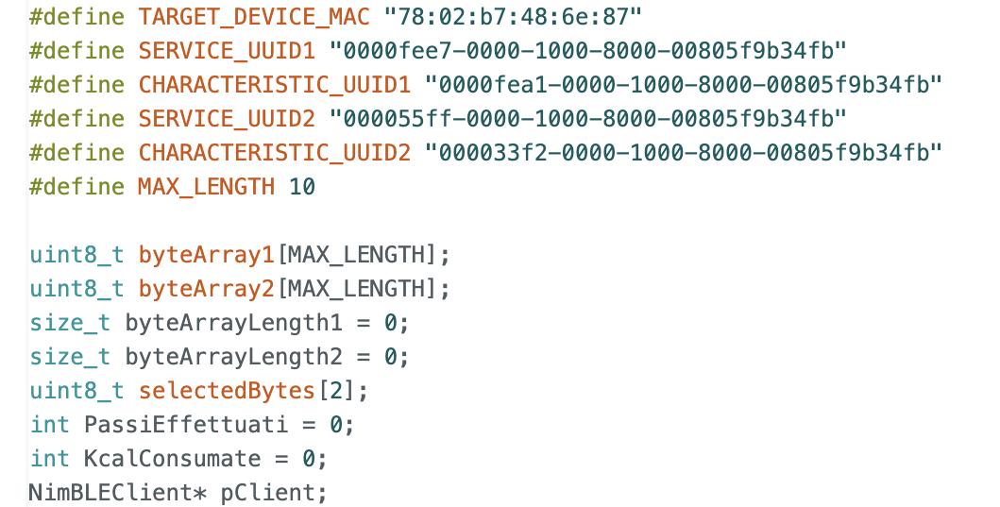 #define TARGET_DEVICE_MAC "78:02:b7:48:6e:87"
#define SERVICE_UUID1 "0000fee7-0000-1000-8000-00805f9b34fb"
#define CHARACTERISTIC_UUID1 "0000fea1-0000-1000-8000-00805f9b34fb"
#define SERVICE_UUID2 "000055ff-0000-1000-8000-00805f9b34fb"
#define CHARACTERISTIC_UUID2 "000033f2-0000-1000-8000-00805f9b34fb"
#define MAX_LENGTH 10
uint8_t byteArray1[MAX_LENGTH];
uint8_t byteArray2[MAX_LENGTH];
size_t byteArrayLength1 = 0;
size_t byteArrayLength2 = 0;
uint8_t selectedBytes[2];
int PassiEffettuati = 0;
int KcalConsumate = 0;
NimBLEClient* pClient;